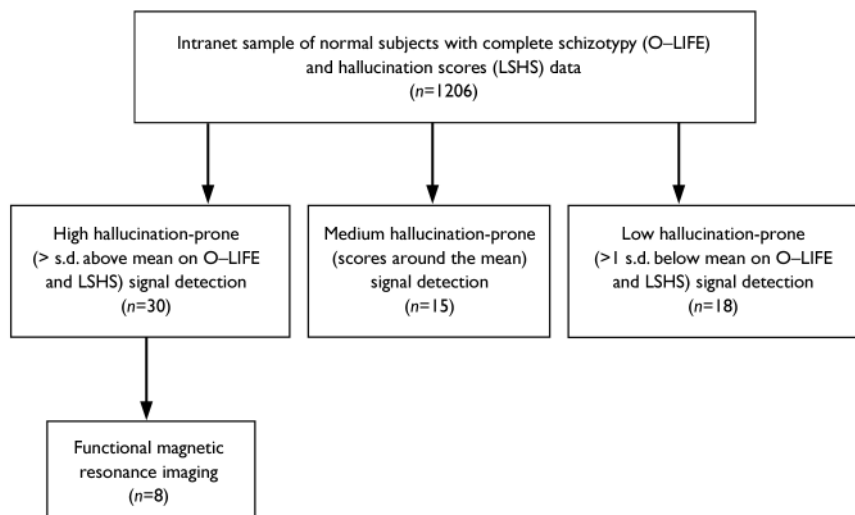 Intranet sample of normal subjects with complete schizotypy (O–LIFE)
and hallucination scores (LSHS) data
(n=1206)
High hallucination-prone
(> s.d. above mean on O–LIFE
and LSHS) signal detection
(n=30)
Medium hallucination-prone
(scores around the mean)
signal detection
(n=15)
Low hallucination-prone
(>1 s.d. below mean on O–LIFE
and LSHS) signal detection
(n=18)
Functional magnetic
resonance imaging
(n=8)